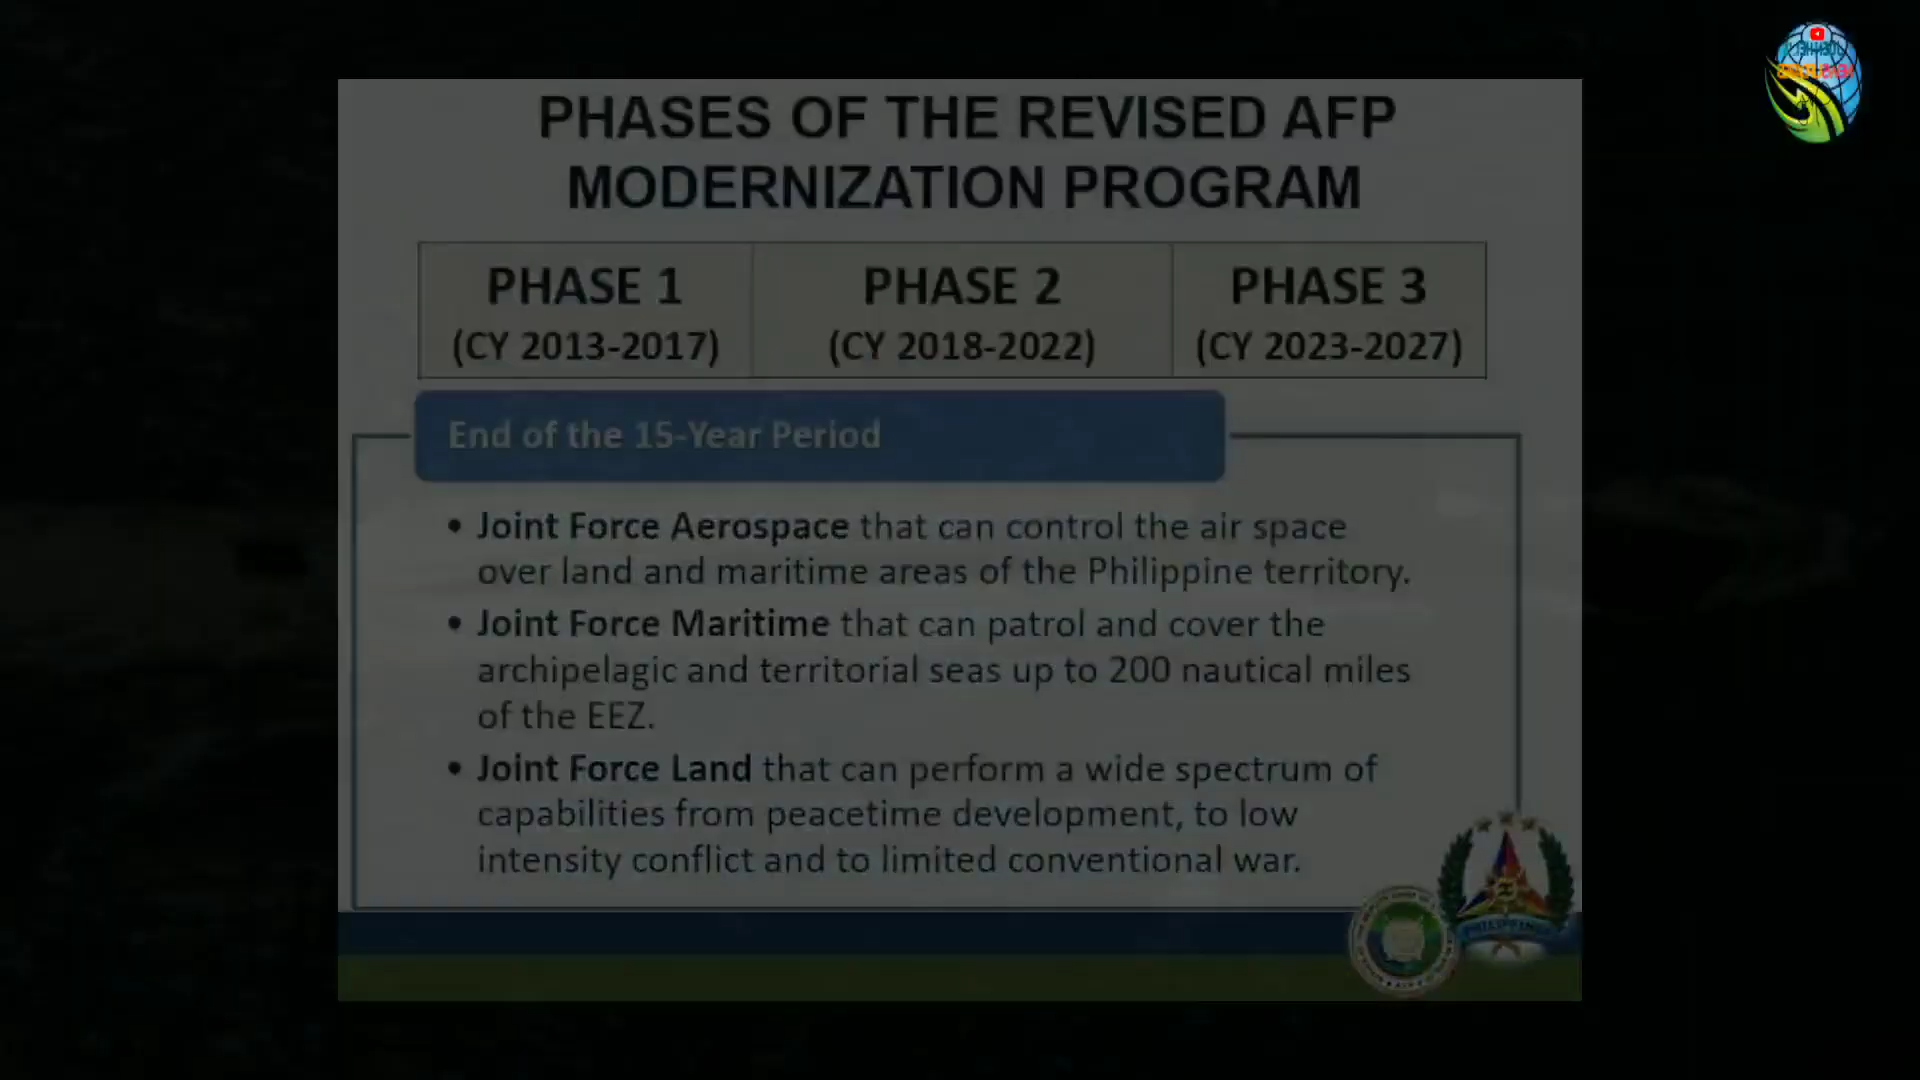 PHASES OF THE REVISED AFP
MODERNIZATION PROGRAM
PHASE 1
(CY 2013-2017)
PHASE 2
(CY 2018-2022)
PHASE 3
(CY 2023-2027)
End of the 15-Year Period
• Joint Force Aerospace that can control the air space
over land and maritime areas of the Philippine territory.
• Joint Force Maritime that can patrol and cover the
archipelagic and territorial seas up to 200 nautical miles
of the EEZ.
• Joint Force Land that can perform a wide spectrum of
capabilities from peacetime development, to low
intensity conflict and to limited conventional war.
PHILIPPINES